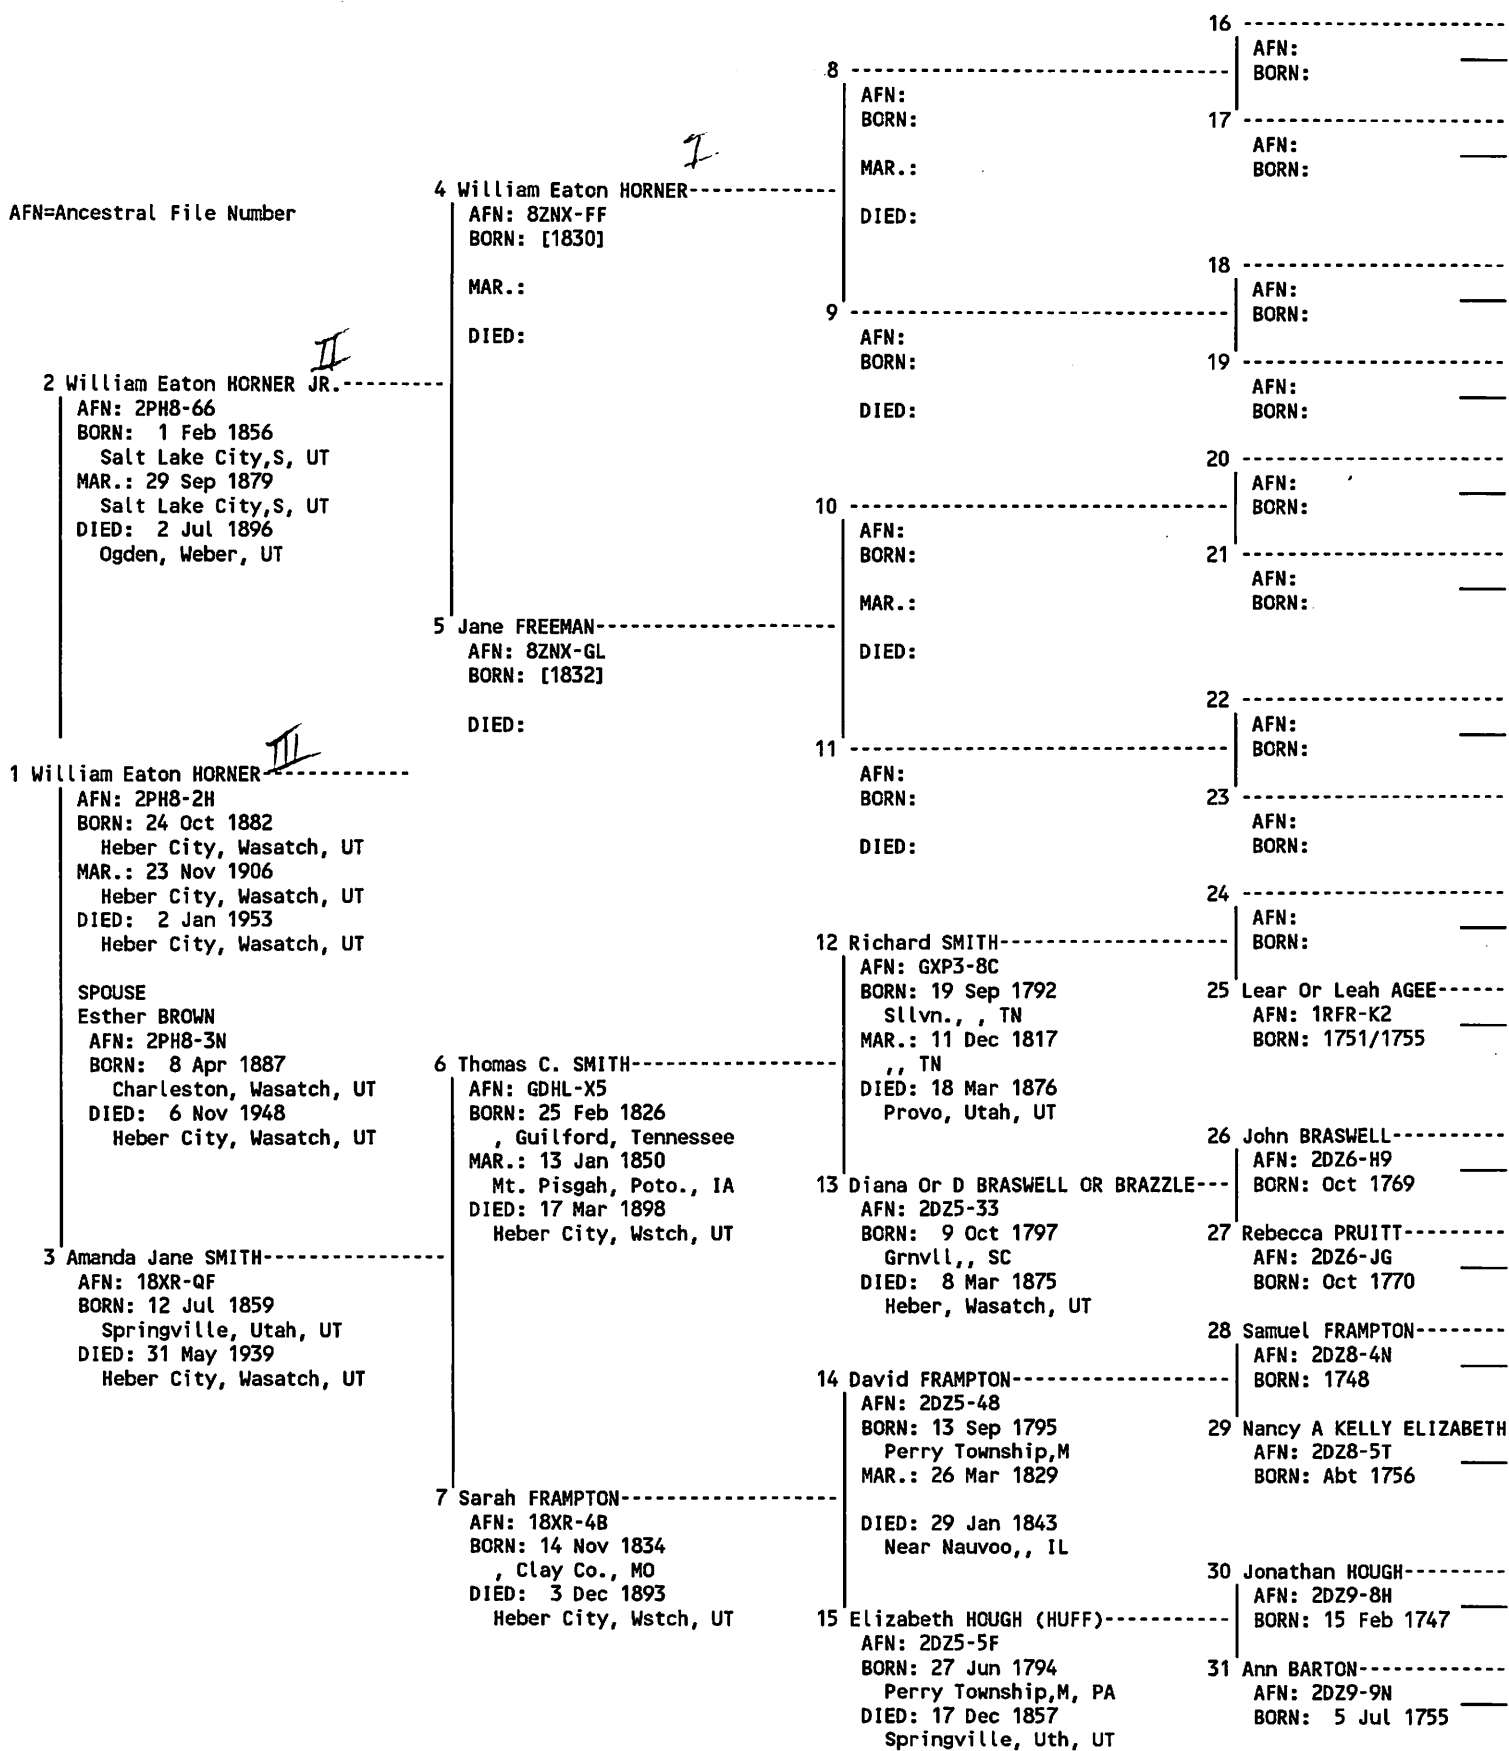 AFN=Ancestral File Number
1 William Eaton HORNER
III
AFN: 2PH8-2H
BORN: 24 Oct 1882
Heber City, Wasatch, UT
MAR.: 23 Nov 1906
Heber City, Wasatch, UT
DIED: 2 Jan 1953
Heber City, Wasatch, UT
SPOUSE
Esther BROWN
AFN: 2PH8-3N
BORN: 8 Apr 1887
Charleston, Wasatch, UT
DIED: 6 Nov 1948
Heber City, Wasatch, UT
2 William Eaton HORNER JR.
II
AFN: 2PH8-66
BORN: 1 Feb 1856
Salt Lake City,S, UT
MAR.: 29 Sep 1879
Salt Lake City,S, UT
DIED: 2 Jul 1896
Ogden, Weber, UT
3 Amanda Jane SMITH
AFN: 18XR-QF
BORN: 12 Jul 1859
Springville, Utah, UT
DIED: 31 May 1939
Heber City, Wasatch, UT
4 William Eaton HORNER
I
AFN: 8ZNX-FF
BORN: [1830]
MAR.:
DIED:
5 Jane FREEMAN
AFN: 8ZNX-GL
BORN: [1832]
DIED:
6 Thomas C. SMITH
AFN: GDHL-X5
BORN: 25 Feb 1826
, Guilford, Tennessee
MAR.: 13 Jan 1850
Mt. Pisgah, Poto., IA
DIED: 17 Mar 1898
Heber City, Wstch, UT
7 Sarah FRAMPTON
AFN: 18XR-4B
BORN: 14 Nov 1834
, Clay Co., MO
DIED: 3 Dec 1893
Heber City, Wstch, UT
8
AFN:
BORN:
MAR.:
DIED:
9
AFN:
BORN:
DIED:
10
AFN:
BORN:
MAR.:
DIED:
11
AFN:
BORN:
DIED:
12 Richard SMITH
AFN: GXP3-8C
BORN: 19 Sep 1792
Sllvn., , TN
MAR.: 11 Dec 1817
,, TN
DIED: 18 Mar 1876
Provo, Utah, UT
13 Diana Or D BRASWELL OR BRAZZLE
AFN: 2DZ5-33
BORN: 9 Oct 1797
Grnvll,, SC
DIED: 8 Mar 1875
Heber, Wasatch, UT
14 David FRAMPTON
AFN: 2DZ5-48
BORN: 13 Sep 1795
Perry Township,M
MAR.: 26 Mar 1829
DIED: 29 Jan 1843
Near Nauvoo,, IL
15 Elizabeth HOUGH (HUFF)
AFN: 2DZ5-5F
BORN: 27 Jun 1794
Perry Township,M, PA
DIED: 17 Dec 1857
Springville, Uth, UT
16
AFN:
BORN:
17
AFN:
BORN:
18
AFN:
BORN:
19
AFN:
BORN:
20
AFN:
BORN:
21
AFN:
BORN:
22
AFN:
BORN:
23
AFN:
BORN:
24
AFN:
BORN:
25 Lear Or Leah AGEE
AFN: 1RFR-K2
BORN: 1751/1755
26 John BRASWELL
AFN: 2DZ6-H9
BORN: Oct 1769
27 Rebecca PRUITT
AFN: 2DZ6-JG
BORN: Oct 1770
28 Samuel FRAMPTON
AFN: 2DZ8-4N
BORN: 1748
29 Nancy A KELLY ELIZABETH
AFN: 2DZ8-5T
BORN: Abt 1756
30 Jonathan HOUGH
AFN: 2DZ9-8H
BORN: 15 Feb 1747
31 Ann BARTON
AFN: 2DZ9-9N
BORN: 5 Jul 1755